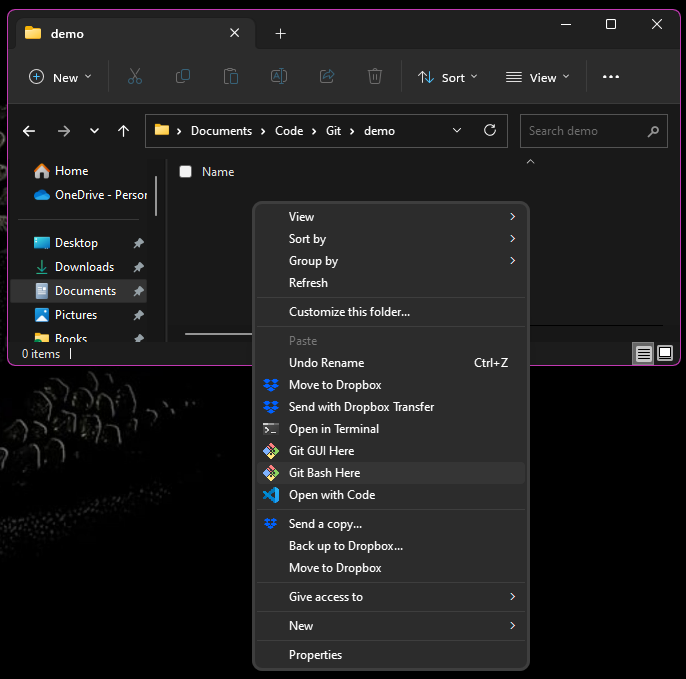 demo
New
Sort
View
Documents
Code
Git
demo
Search demo
Home
OneDrive - Persor
Name
Desktop
Downloads
Documents
Pictures
Books
0 items
View
Sort by
Group by
Refresh
Customize this folder...
Paste
Undo Rename Ctrl+Z
Move to Dropbox
Send with Dropbox Transfer
Open in Terminal
Git GUI Here
Git Bash Here
Open with Code
Send a copy...
Back up to Dropbox...
Move to Dropbox
Give access to
New
Properties